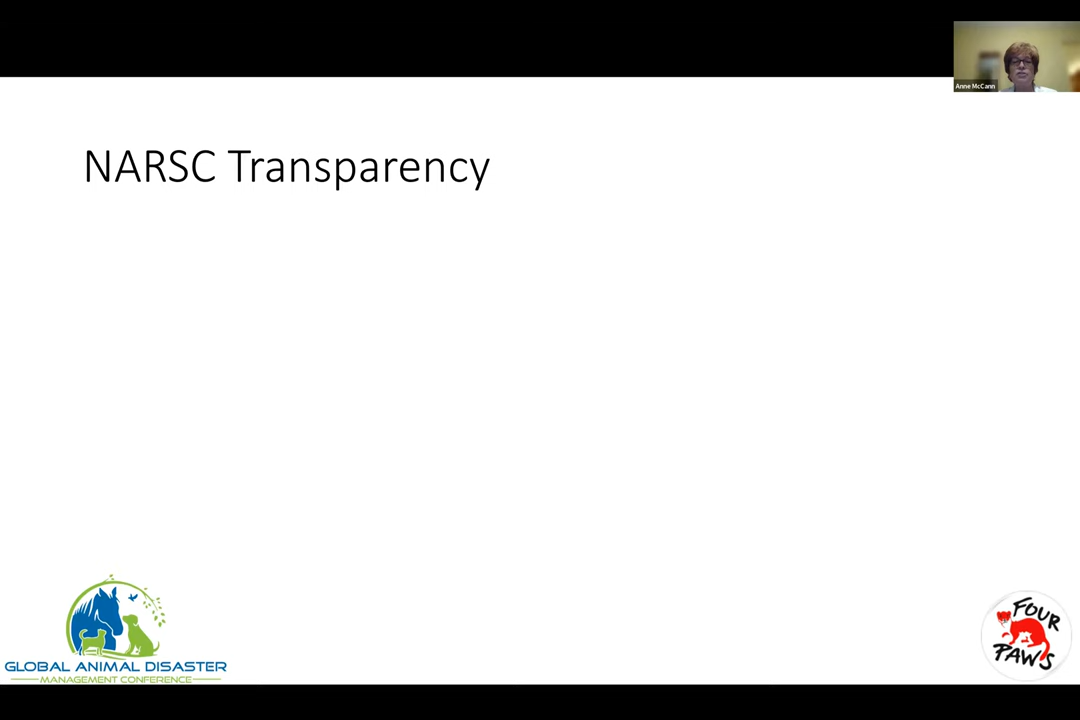 Anne McCann
NARSC Transparency
GLOBAL ANIMAL DISASTER
MANAGEMENT CONFERENCE
FOUR
PAWS